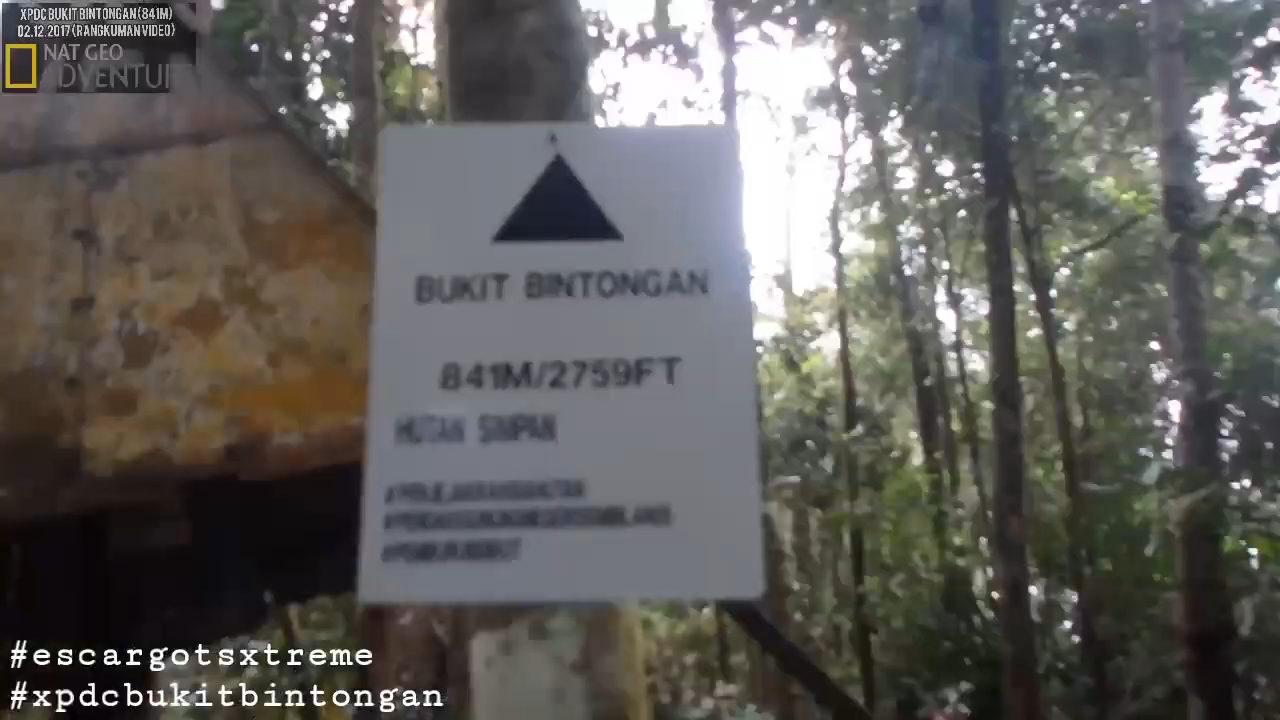 XPDC BUKIT BINTONGAN (841M)
02.12.2017 (RANGKUMAN VIDEO)
NAT GEO
ADVENTU
BUKIT BINTONGAN
841M/2759FT
HUTAN SIMPAN
#escargotsxtreme
#xpdcbukitbintongan